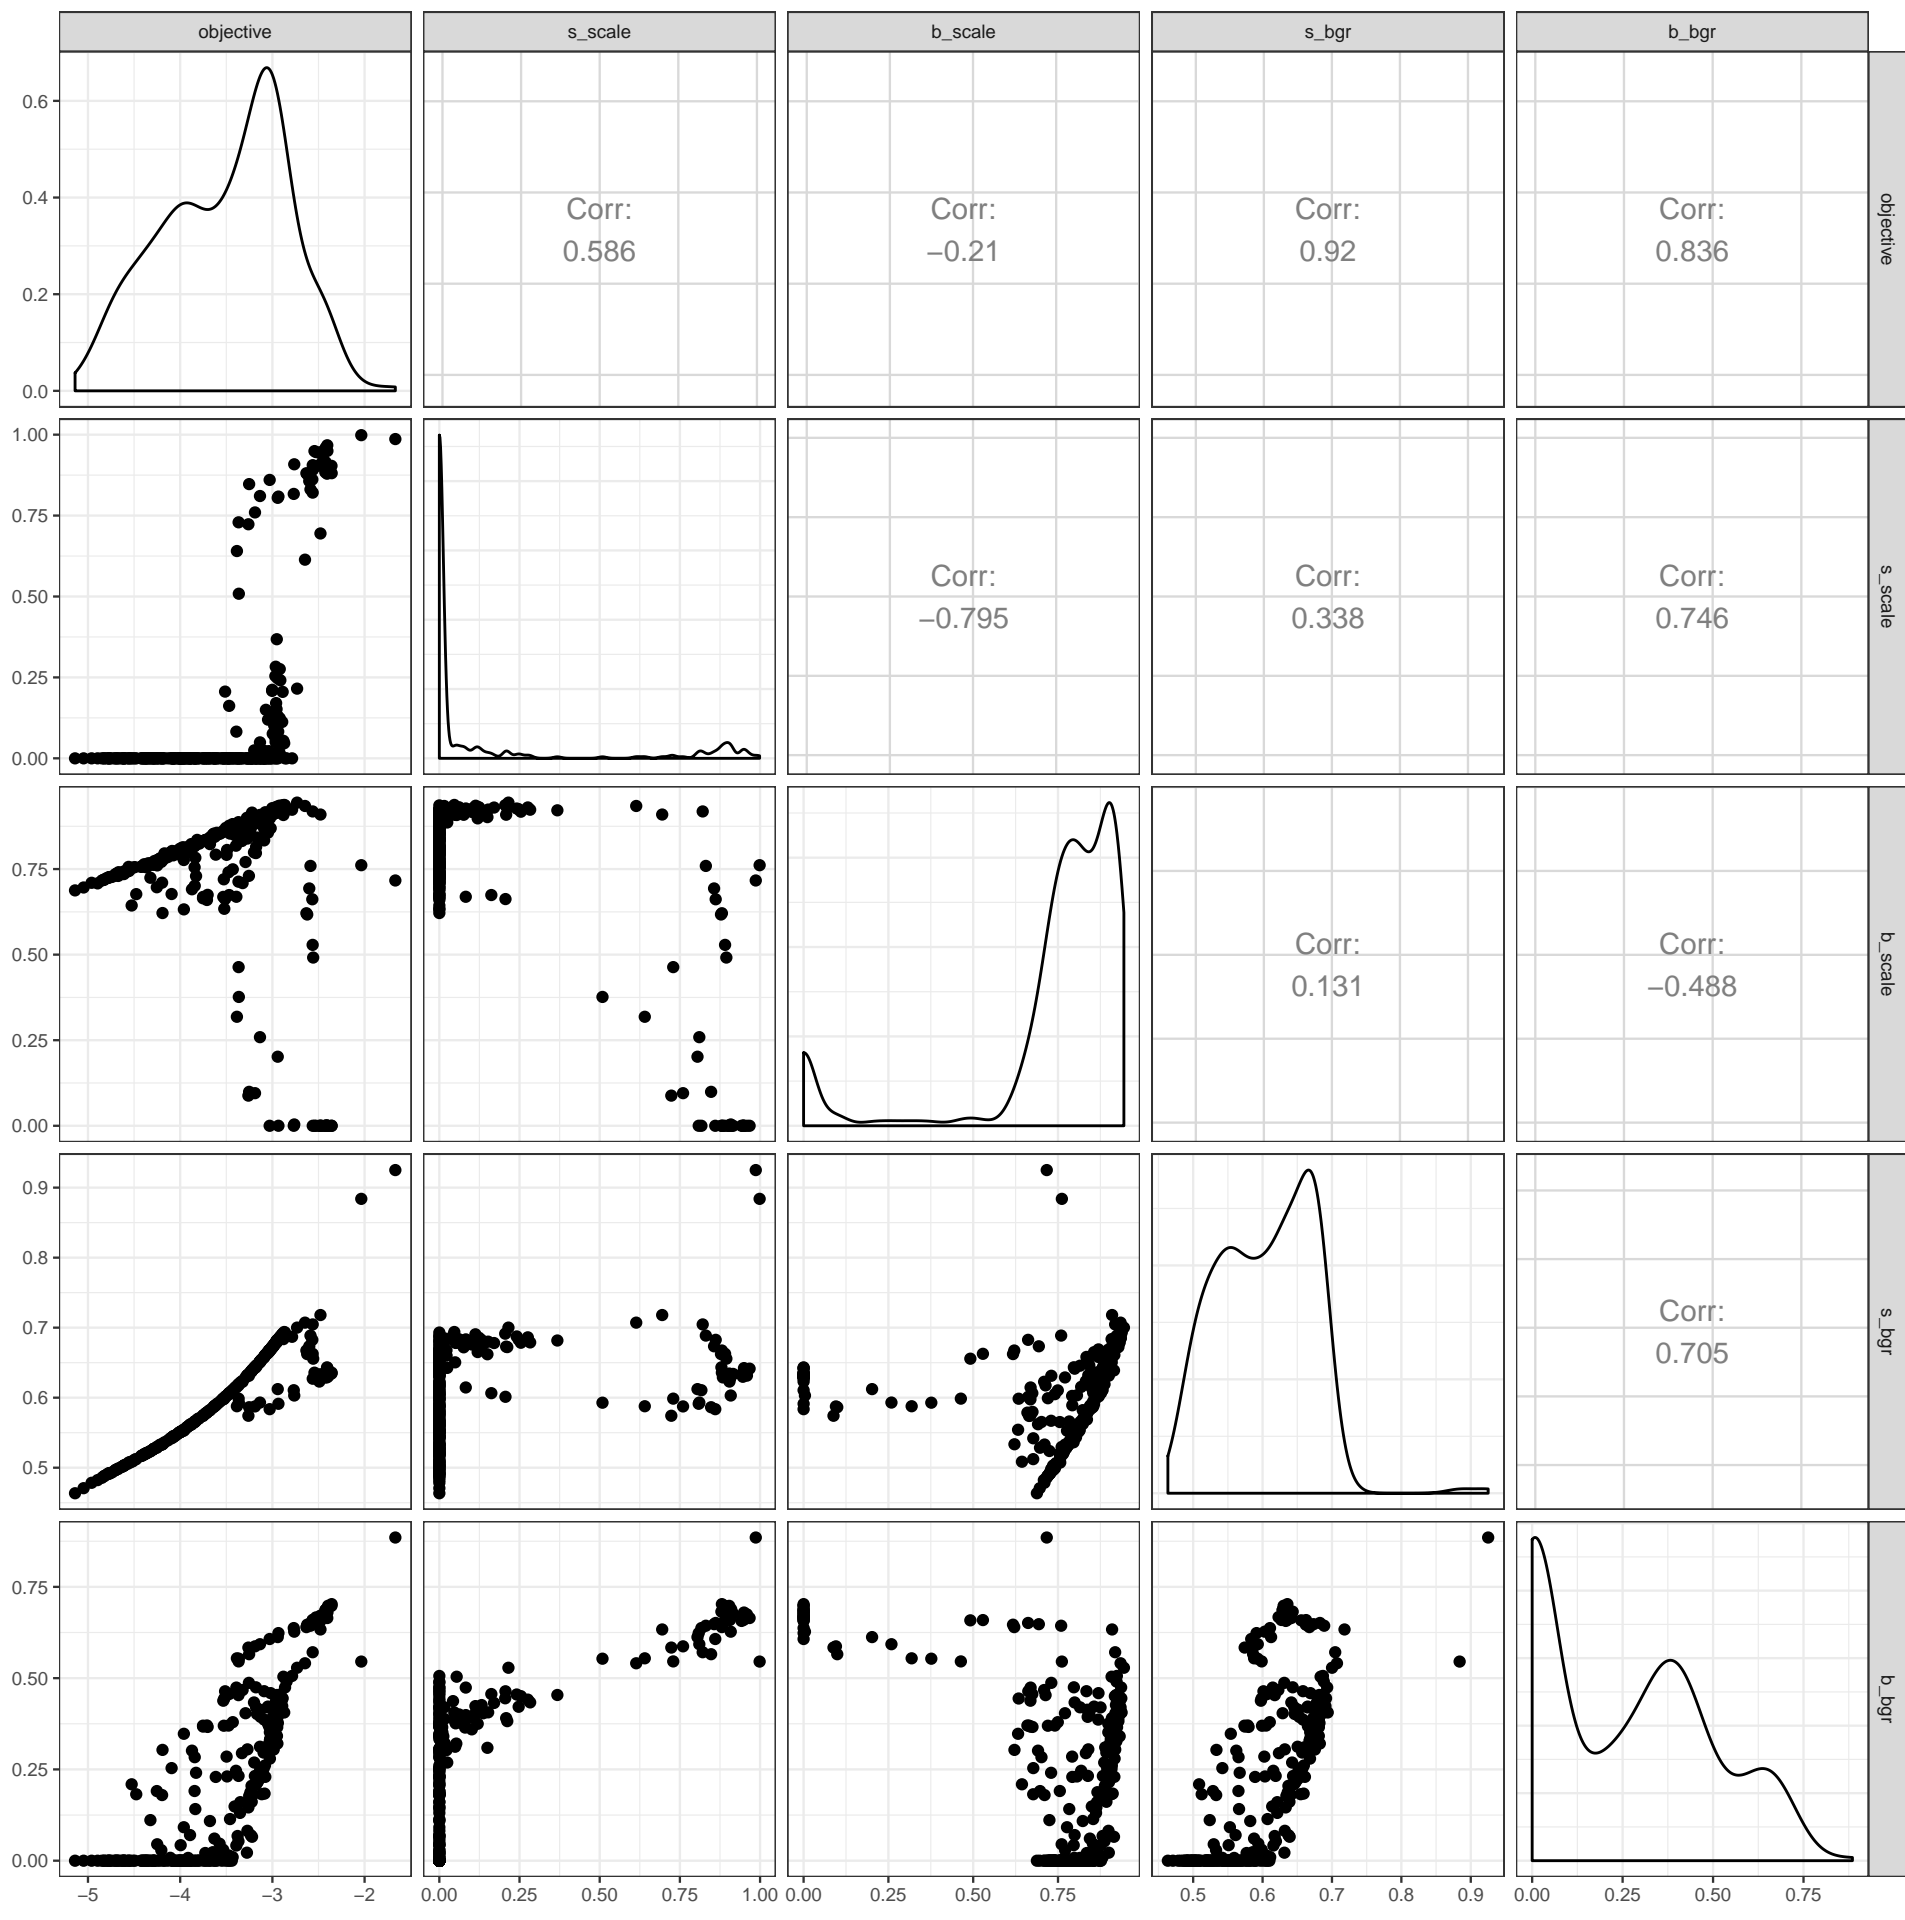 objective s_scale b_scale s_bgr b_bgr
0.6
0.4
0.2
0.0
Corr:
0.586
Corr:
−0.21
Corr:
0.92
Corr:
0.836
objective
1.00
0.75
0.50
0.25
0.00
Corr:
−0.795
Corr:
0.338
Corr:
0.746
s_scale
0.75
0.50
0.25
0.00
Corr:
0.131
Corr:
−0.488
b_scale
0.9
0.8
0.7
0.6
0.5
Corr:
0.705
s_bgr
0.75
0.50
0.25
0.00
b_bgr
−5 −4 −3 −2 0.00 0.25 0.50 0.75 1.00 0.00 0.25 0.50 0.75 0.5 0.6 0.7 0.8 0.9 0.00 0.25 0.50 0.75